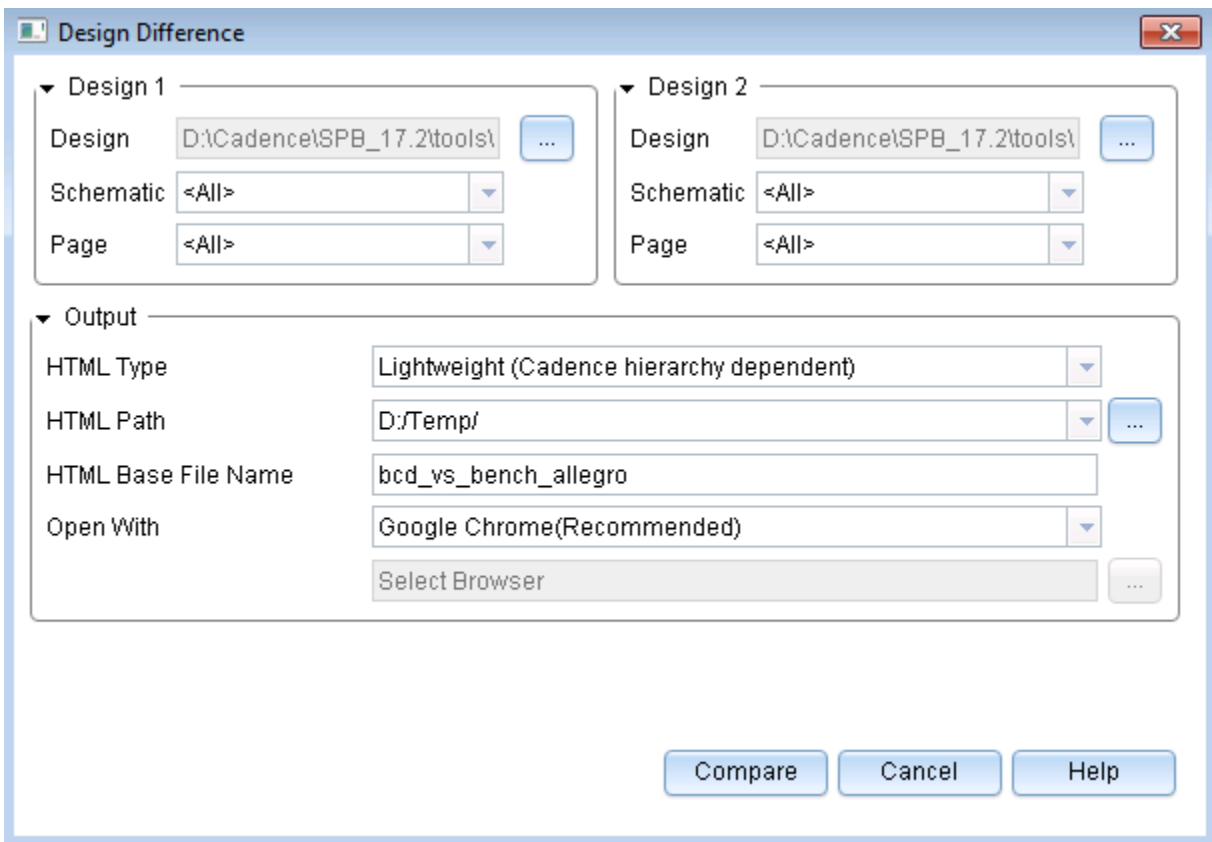 Design Difference
Design 1
Design D:\Cadence\SPB_17.2\tools\ ...
Schematic <All>
Page <All>
Design 2
Design D:\Cadence\SPB_17.2\tools\ ...
Schematic <All>
Page <All>
Output
HTML Type Lightweight (Cadence hierarchy dependent)
HTML Path D:/Temp/ ...
HTML Base File Name bcd_vs_bench_allegro
Open With Google Chrome(Recommended)
Select Browser ...
Compare Cancel Help